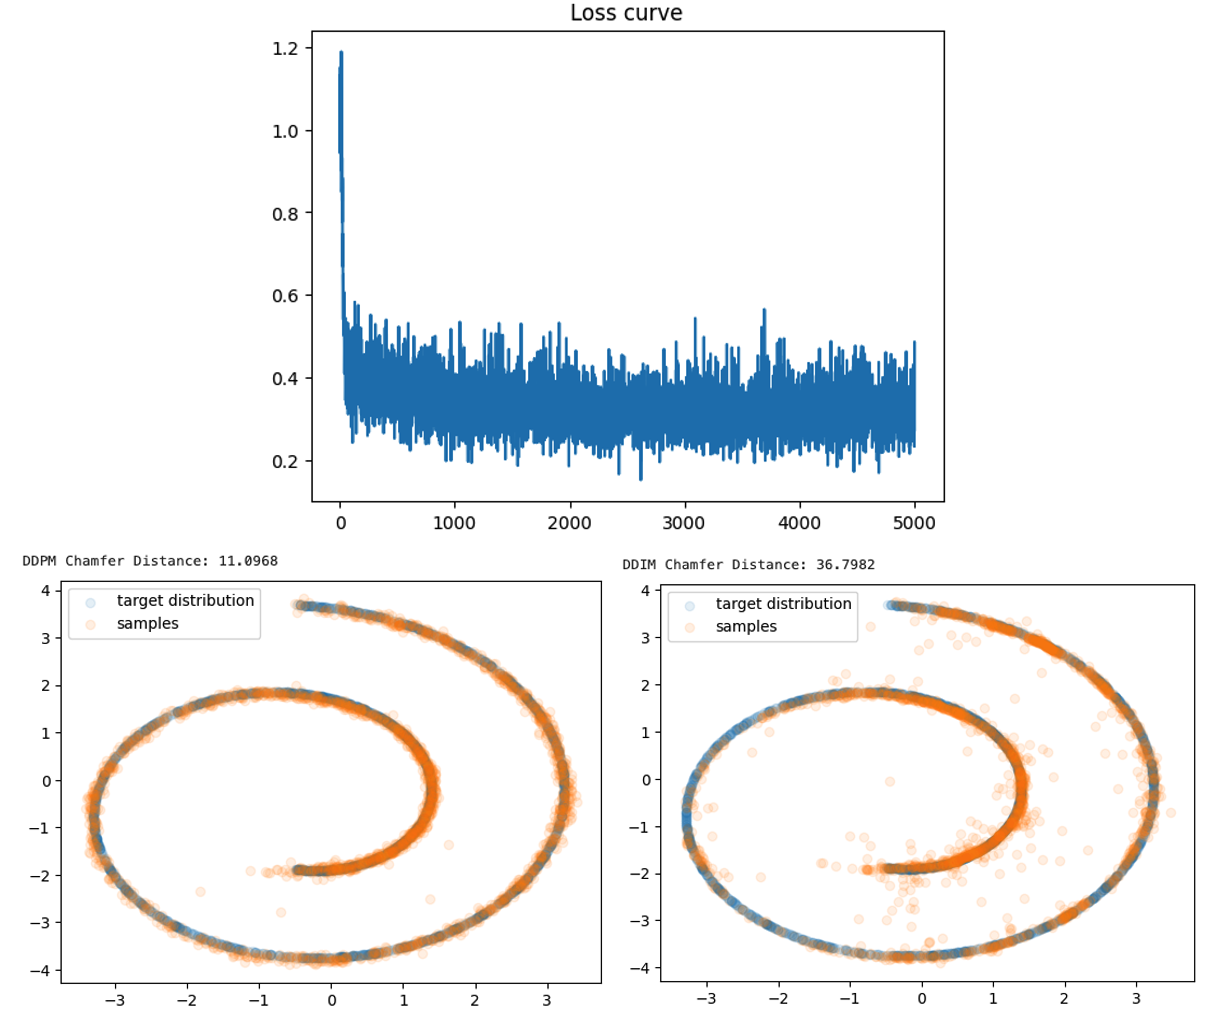 Loss curve
1.2
1.0
0.8
0.6
0.4
0.2
0 1000 2000 3000 4000 5000
DDPM Chamfer Distance: 11.0968
target distribution
samples
4
3
2
1
0
−1
−2
−3
−4
−3 −2 −1 0 1 2 3
DDIM Chamfer Distance: 36.7982
target distribution
samples
4
3
2
1
0
−1
−2
−3
−4
−3 −2 −1 0 1 2 3